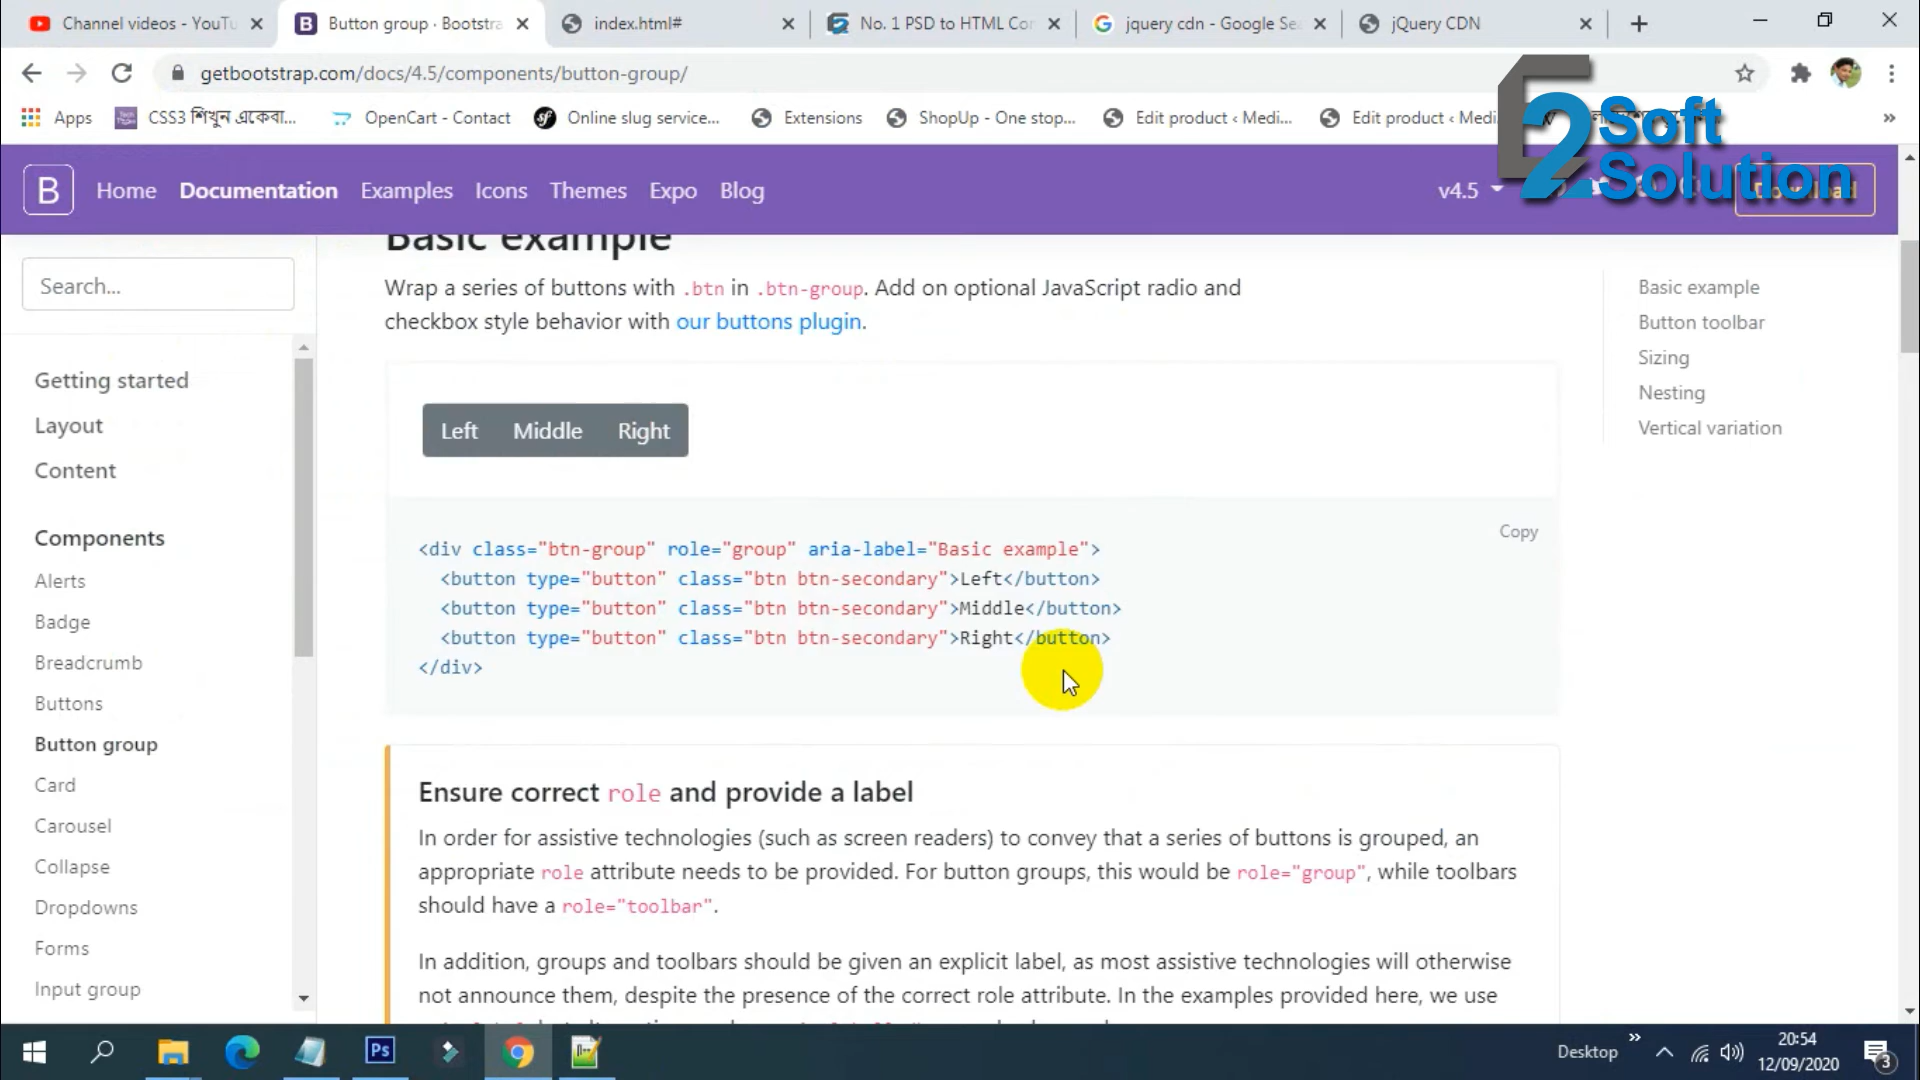 Channel videos - YouTu
Button group · Bootstra
index.html#
No. 1 PSD to HTML Con
jquery cdn - Google Sea
jQuery CDN
getbootstrap.com/docs/4.5/components/button-group/
Apps
CSS3 শিখুন একেবা...
OpenCart - Contact
Online slug service...
Extensions
ShopUp - One stop...
Edit product ‹ Medi...
Edit product ‹ Medi
»
E2 Soft
Solution
B
Home
Documentation
Examples
Icons
Themes
Expo
Blog
v4.5
Download
Search...
Getting started
Layout
Content
Components
Alerts
Badge
Breadcrumb
Buttons
Button group
Card
Carousel
Collapse
Dropdowns
Forms
Input group
Basic example
Wrap a series of buttons with .btn in .btn-group. Add on optional JavaScript radio and
checkbox style behavior with our buttons plugin.
Left
Middle
Right
Copy
<div class="btn-group" role="group" aria-label="Basic example">
<button type="button" class="btn btn-secondary">Left</button>
<button type="button" class="btn btn-secondary">Middle</button>
<button type="button" class="btn btn-secondary">Right</button>
</div>
Ensure correct role and provide a label
In order for assistive technologies (such as screen readers) to convey that a series of buttons is grouped, an
appropriate role attribute needs to be provided. For button groups, this would be role="group", while toolbars
should have a role="toolbar".
In addition, groups and toolbars should be given an explicit label, as most assistive technologies will otherwise
not announce them, despite the presence of the correct role attribute. In the examples provided here, we use
Basic example
Button toolbar
Sizing
Nesting
Vertical variation
Ps
Desktop
»
20:54
12/09/2020
3